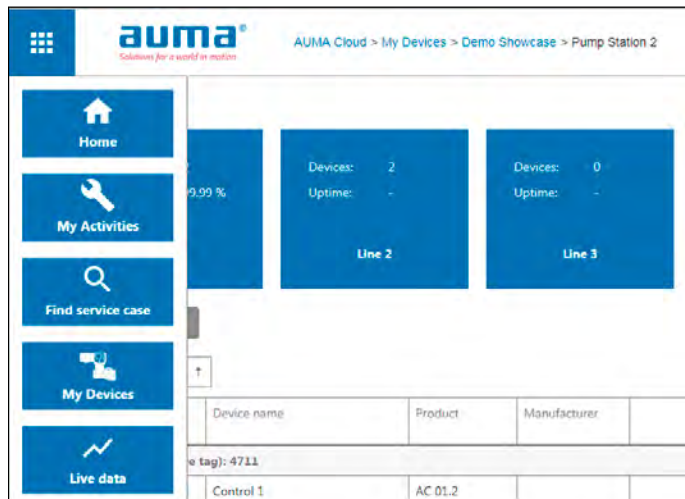 auma®
Solutions for a world in motion
AUMA Cloud > My Devices > Demo Showcase > Pump Station 2
Home
My Activities
Find service case
My Devices
Live data
9.99 %
Devices: 2
Uptime: -
Line 2
Devices: 0
Uptime: -
Line 3
↑
Device name Product Manufacturer
e tag): 4711
Control 1 AC 01.2